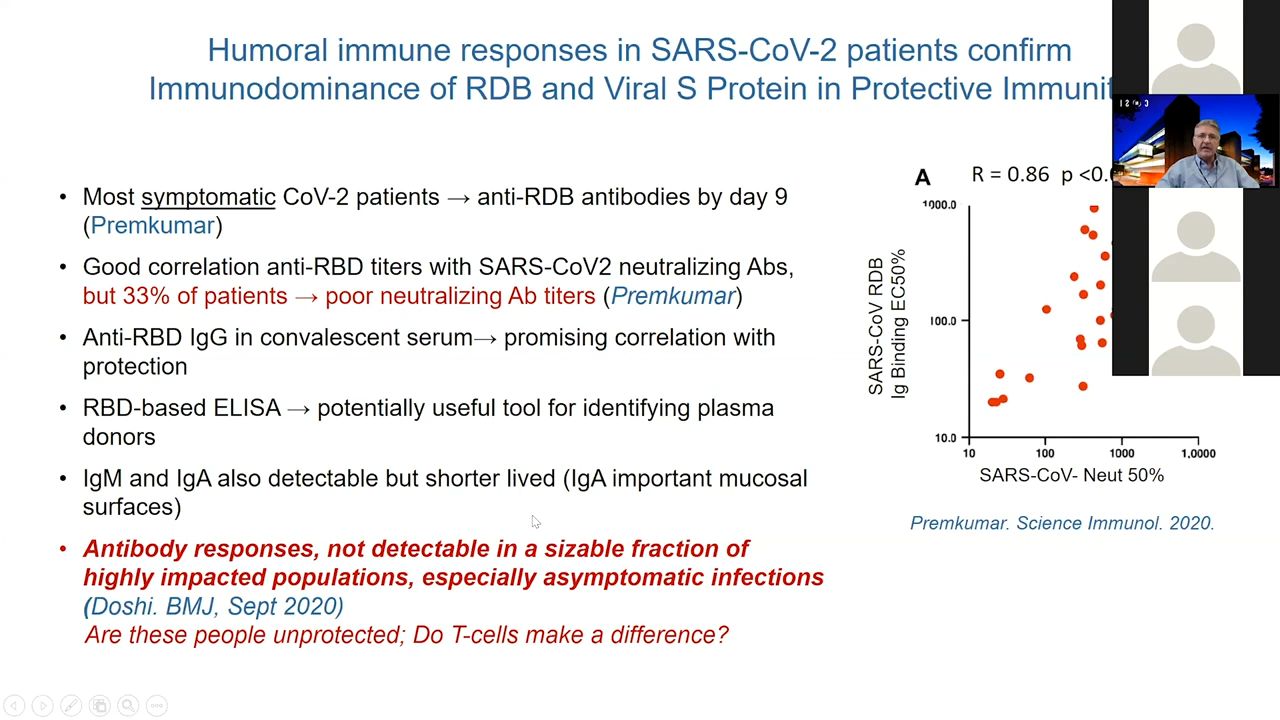 Humoral immune responses in SARS-CoV-2 patients confirm
Immunodominance of RDB and Viral S Protein in Protective Immunit
• Most symptomatic CoV-2 patients → anti-RDB antibodies by day 9
(Premkumar)
• Good correlation anti-RBD titers with SARS-CoV2 neutralizing Abs,
but 33% of patients → poor neutralizing Ab titers (Premkumar)
• Anti-RBD IgG in convalescent serum→ promising correlation with
protection
• RBD-based ELISA → potentially useful tool for identifying plasma
donors
• IgM and IgA also detectable but shorter lived (IgA important mucosal
surfaces)
• Antibody responses, not detectable in a sizable fraction of
highly impacted populations, especially asymptomatic infections
(Doshi. BMJ, Sept 2020)
Are these people unprotected; Do T-cells make a difference?
A
R = 0.86 p <0.
SARS-CoV RDB
Ig Binding EC50%
1000.0
100.0
10.0
10 100 1000 1,0000
SARS-CoV- Neut 50%
Premkumar. Science Immunol. 2020.